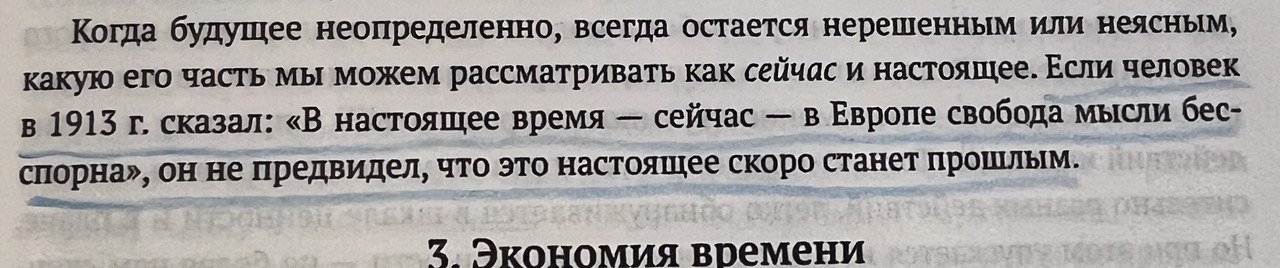 Когда будущее неопределенно, всегда остается нерешенным или неясным,
какую его часть мы можем рассматривать как сейчас и настоящее. Если человек
в 1913 г. сказал: «В настоящее время — сейчас — в Европе свобода мысли бес-
спорна», он не предвидел, что это настоящее скоро станет прошлым.
3. Экономия времени